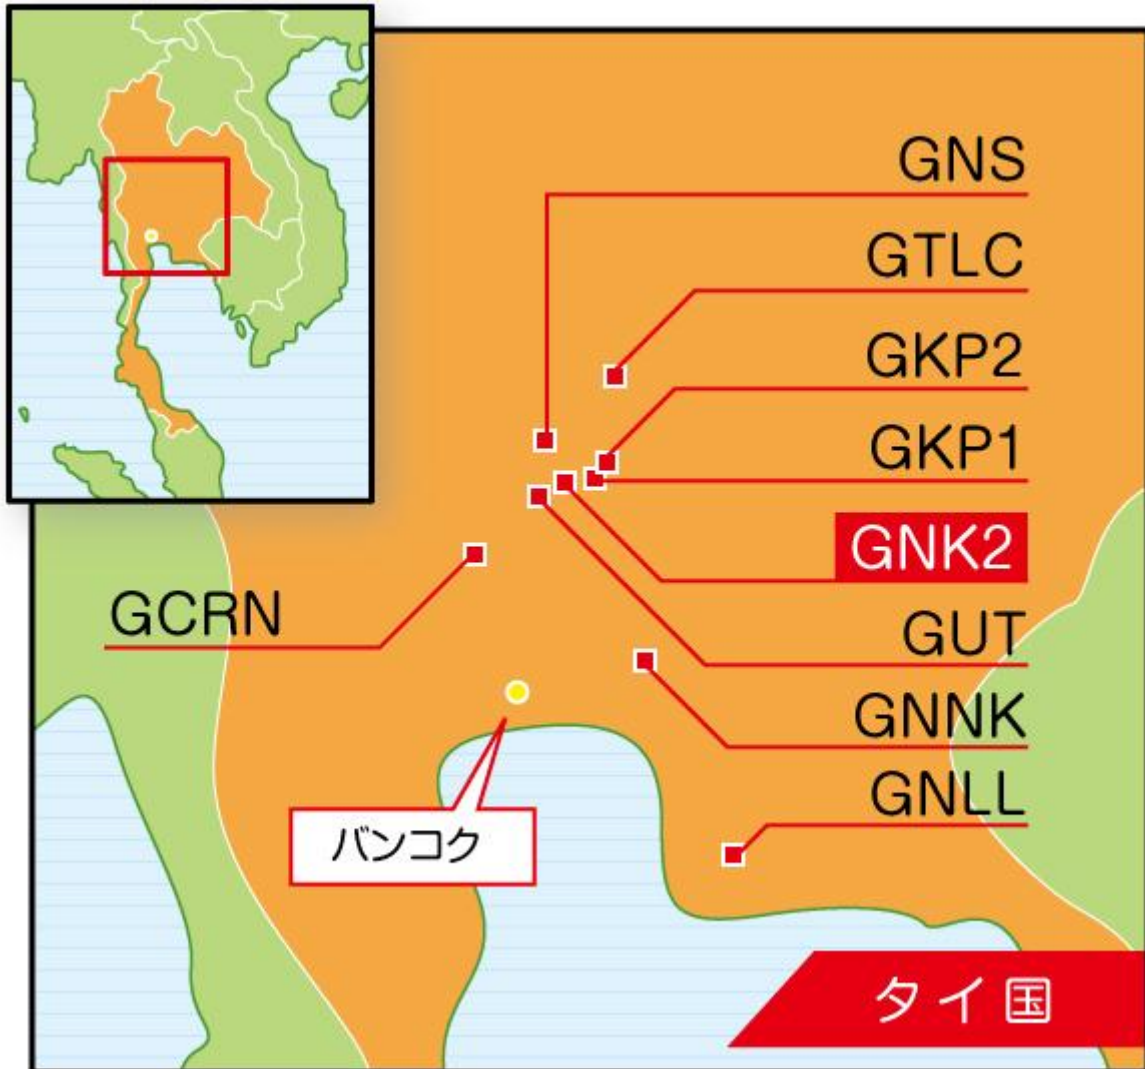 GNS
GTLC
GKP2
GKP1
GNK2
GCRN
GUT
GNNK
GNLL
バンコク
タイ国